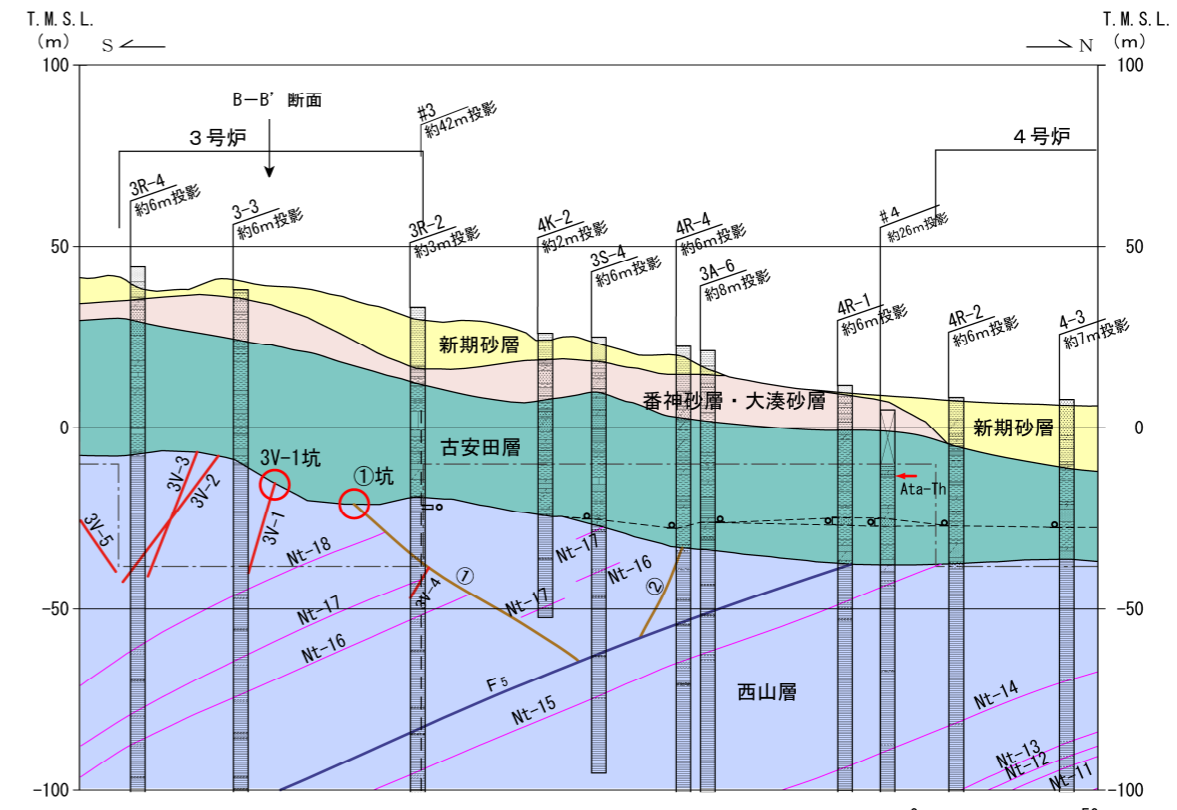 T.M.S.L.
(m)
S
N
T.M.S.L.
(m)
100
100
B－B' 断面
#3
約42m投影
3号炉
4号炉
3R-4
約6m投影
3-3
約6m投影
3R-2
約3m投影
4K-2
約2m投影
3S-4
約6m投影
4R-4
約6m投影
3A-6
約8m投影
#4
約26m投影
4R-1
約6m投影
4R-2
約6m投影
4-3
約7m投影
50
50
新期砂層
番神砂層・大湊砂層
新期砂層
0
0
古安田層
Ata-Th
3V-1坑
①坑
3V-3
3V-2
3V-5
3V-1
3V-4
Nt-18
Nt-17
Nt-16
①
Nt-17
Nt-17
Nt-16
②
-50
-50
F5
Nt-15
西山層
Nt-14
Nt-13
Nt-12
Nt-11
-100
-100